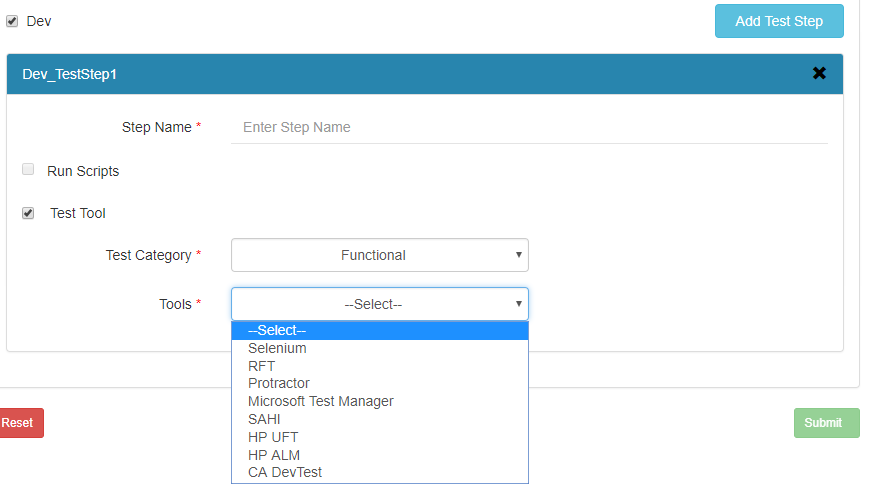 Dev
Add Test Step
Dev_TestStep1
Step Name * Enter Step Name
Run Scripts
Test Tool
Test Category * Functional
Tools * --Select--
--Select--
Selenium
RFT
Protractor
Microsoft Test Manager
SAHI
HP UFT
HP ALM
CA DevTest
Reset
Submit